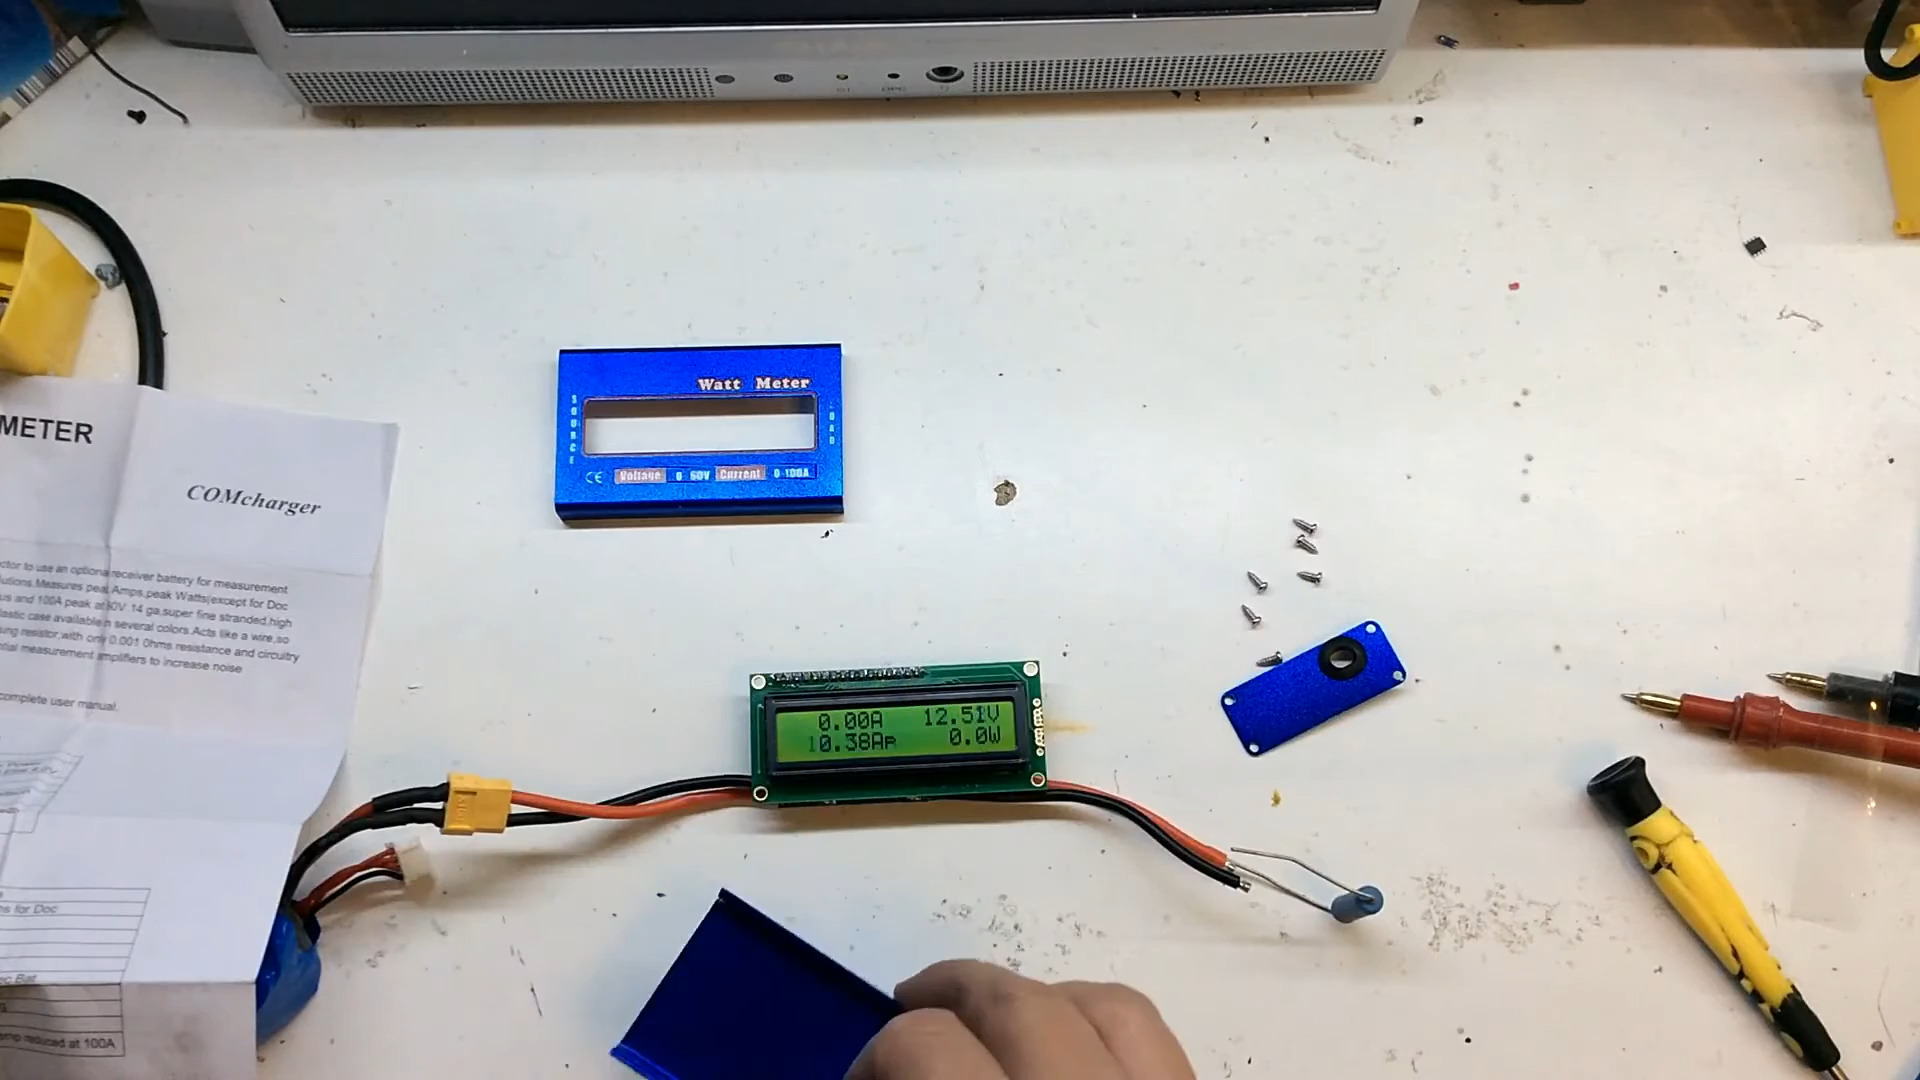 Watt Meter
SOURCE
LOAD
CE Voltage 0-60V Current 0-100A
METER
COMcharger
ctor to use an optional receiver battery for measurement
lutions.Measures peak Amps,peak Watts(except for Doc
us and 100A peak at 60V 14 ga,super fine stranded,high
lastic case available in several colors.Acts like a wire,so
resistor,with only 0.001 Ohms resistance and circuitry
ntial measurement amplifiers to increase noise
complete user manual.
s for Doc
reduced at 100A
0.00A 12.51V
10.38Ap 0.0W